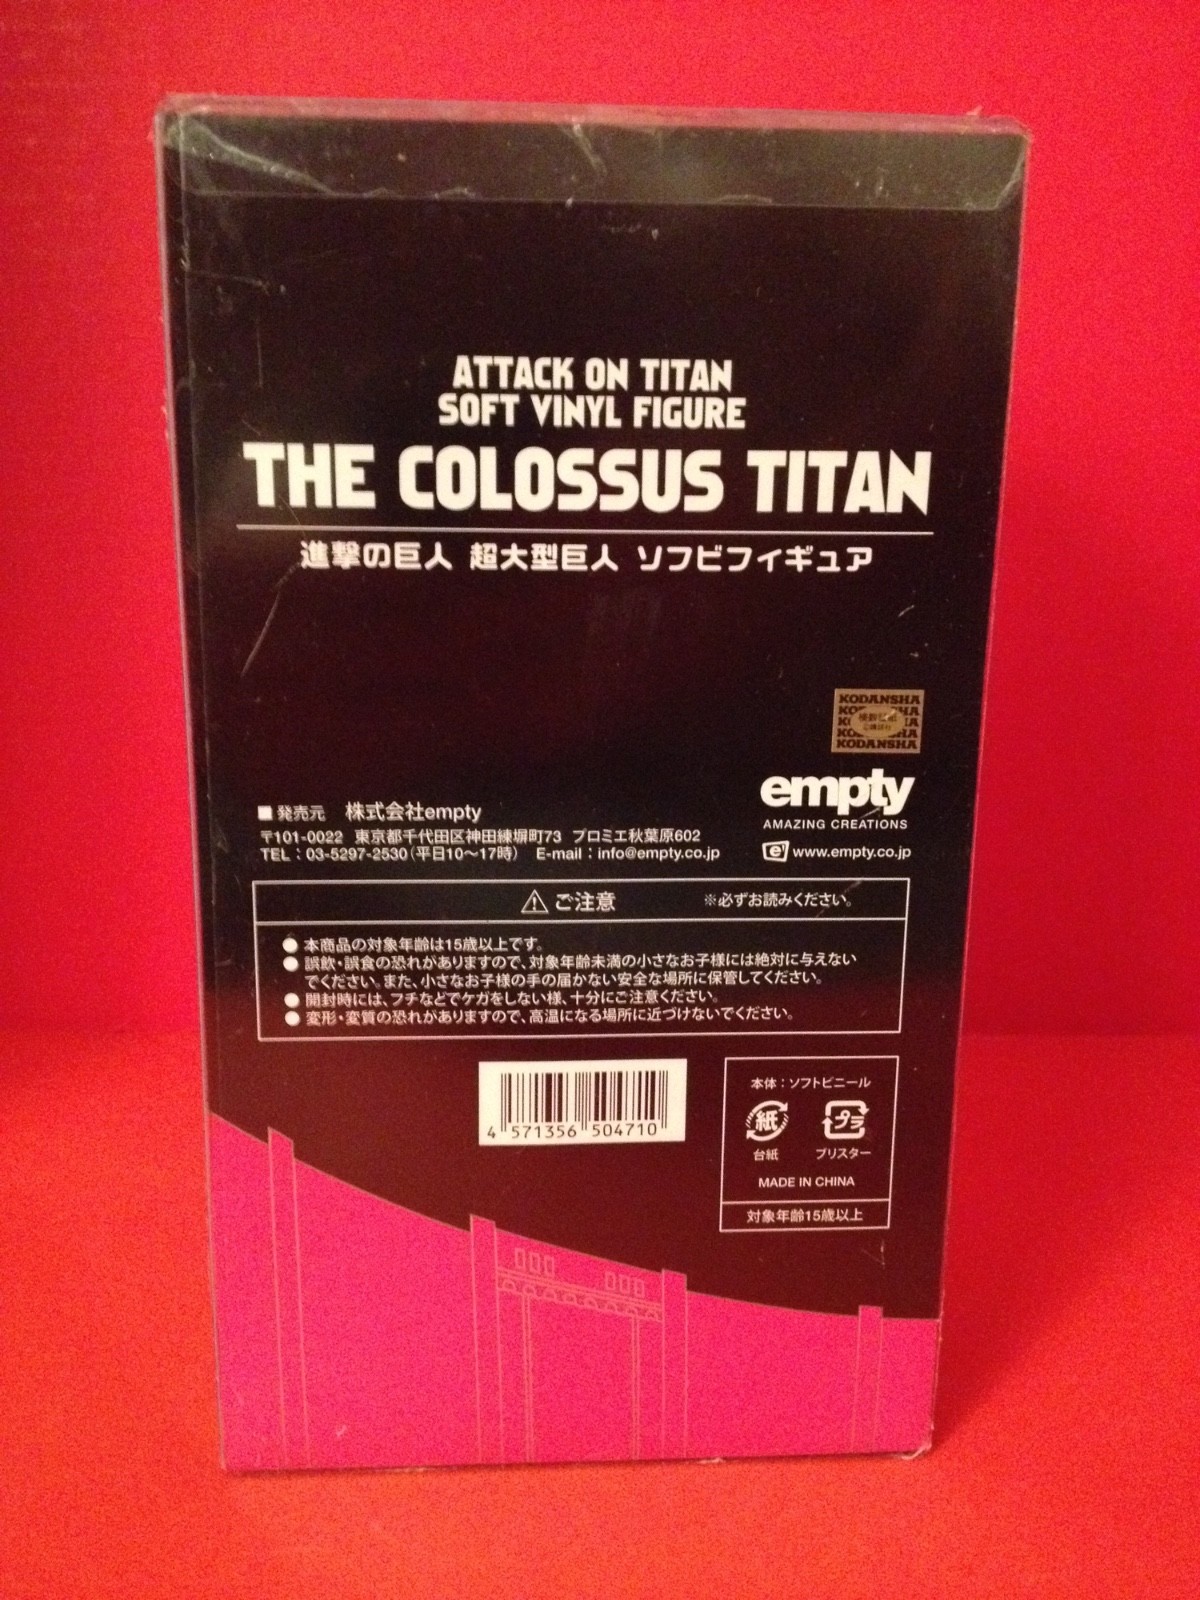 ATTACK ON TITAN
SOFT VINYL FIGURE
THE COLOSSUS TITAN
進撃の巨人 超大型巨人 ソフビフィギュア
KODANSHA
KODANSHA
empty
AMAZING CREATIONS
e' www.empty.co.jp
■発売元 株式会社empty
〒101-0022 東京都千代田区神田練塀町73 プロミエ秋葉原602
TEL：03-5297-2530（平日10〜17時） E-mail：info@empty.co.jp
ご注意 ※必ずお読みください。
●本商品の対象年齢は15歳以上です。
●誤飲・誤食の恐れがありますので、対象年齢未満の小さなお子様には絶対に与えない
でください。また、小さなお子様の手の届かない安全な場所に保管してください。
●開封時には、フチなどでケガをしない様、十分にご注意ください。
●変形・変質の恐れがありますので、高温になる場所に近づけないでください。
4 571356 504710
本体：ソフトビニール
紙 プラ
台紙 ブリスター
MADE IN CHINA
対象年齢15歳以上